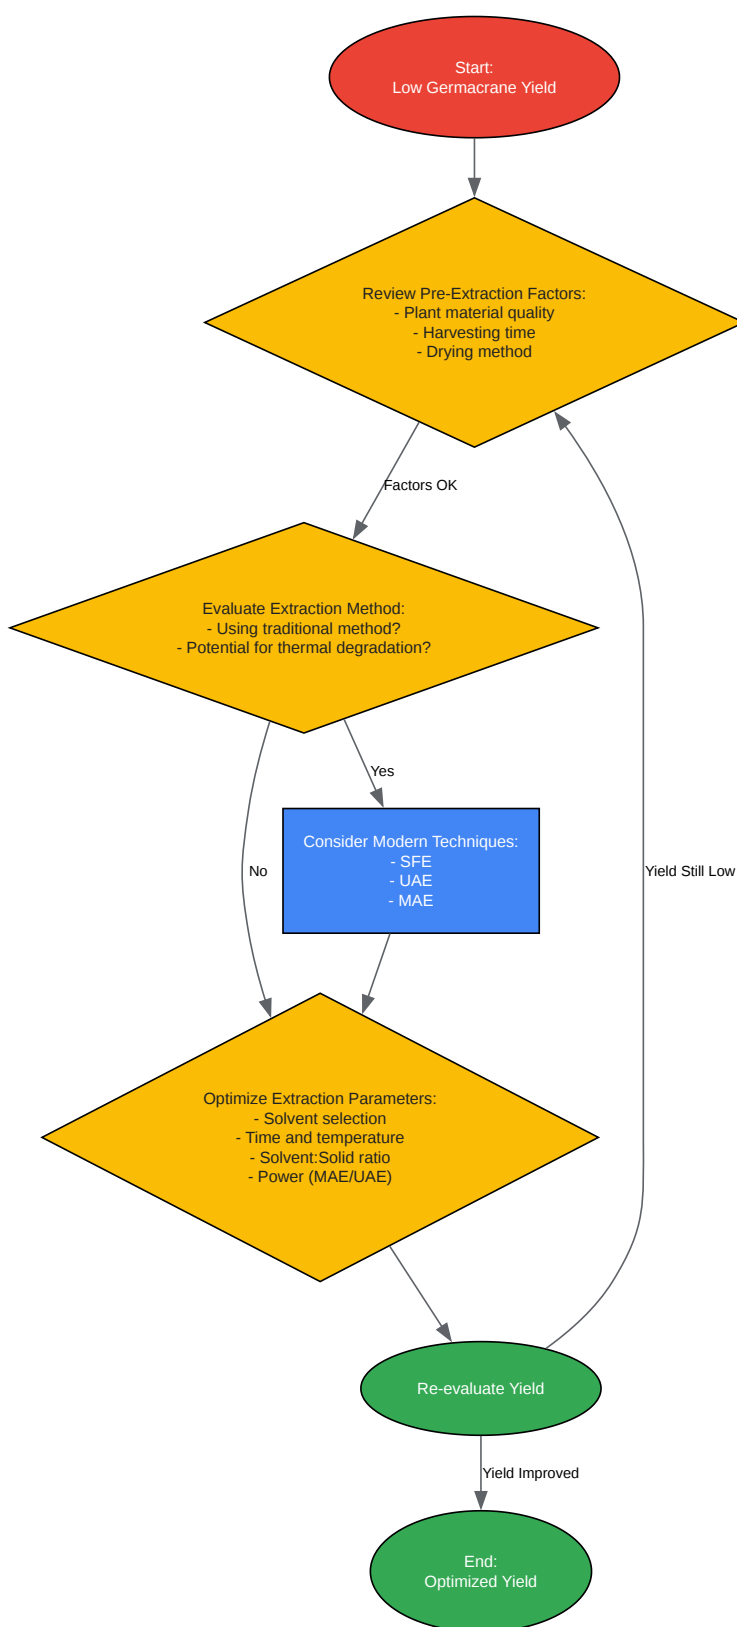 Start:
Low Germacrane Yield
Review Pre-Extraction Factors:
- Plant material quality
- Harvesting time
- Drying method
Factors OK
Evaluate Extraction Method:
- Using traditional method?
- Potential for thermal degradation?
Yes
Consider Modern Techniques:
- SFE
- UAE
- MAE
No
Yield Still Low
Optimize Extraction Parameters:
- Solvent selection
- Time and temperature
- Solvent:Solid ratio
- Power (MAE/UAE)
Re-evaluate Yield
Yield Improved
End:
Optimized Yield